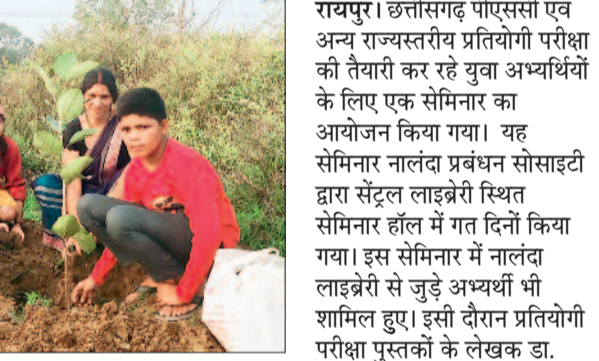 रायपुर। छत्तीसगढ़ पीएससी एवं
अन्य राज्यस्तरीय प्रतियोगी परीक्षा
की तैयारी कर रहे युवा अभ्यर्थियों
के लिए एक सेमिनार का
आयोजन किया गया। यह
सेमिनार नालंदा प्रबंधन सोसाइटी
द्वारा सेंट्रल लाइब्रेरी स्थित
सेमिनार हॉल में गत दिनों किया
गया। इस सेमिनार में नालंदा
लाइब्रेरी से जुड़े अभ्यर्थी भी
शामिल हुए। इसी दौरान प्रतियोगी
परीक्षा पुस्तकों के लेखक डा.